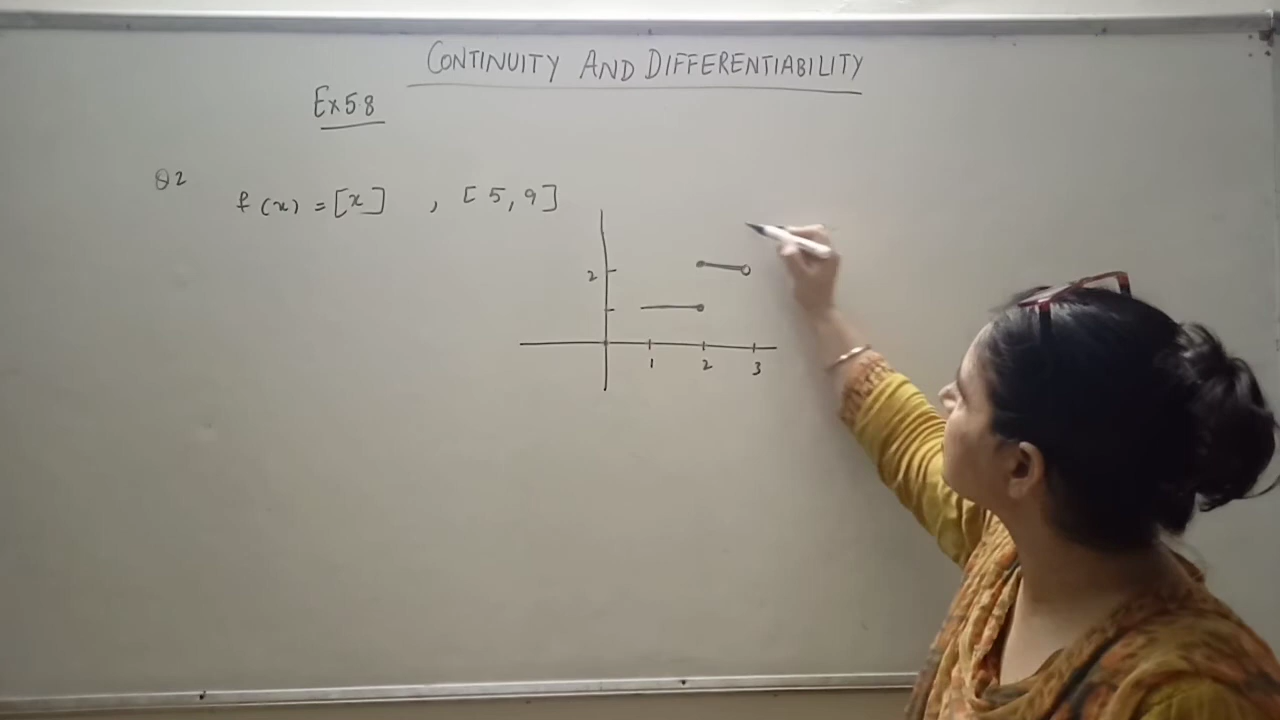 CONTINUITY AND DIFFERENTIABILITY
Ex 5.8
Q2
f(x) = [x] , [5, 9]
2
1 2 3